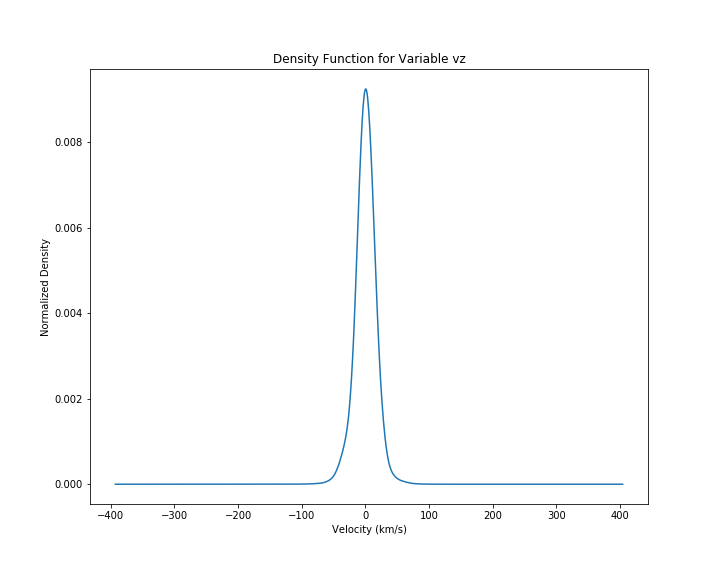 Density Function for Variable vz
Normalized Density
0.008
0.006
0.004
0.002
0.000
−400 −300 −200 −100 0 100 200 300 400
Velocity (km/s)